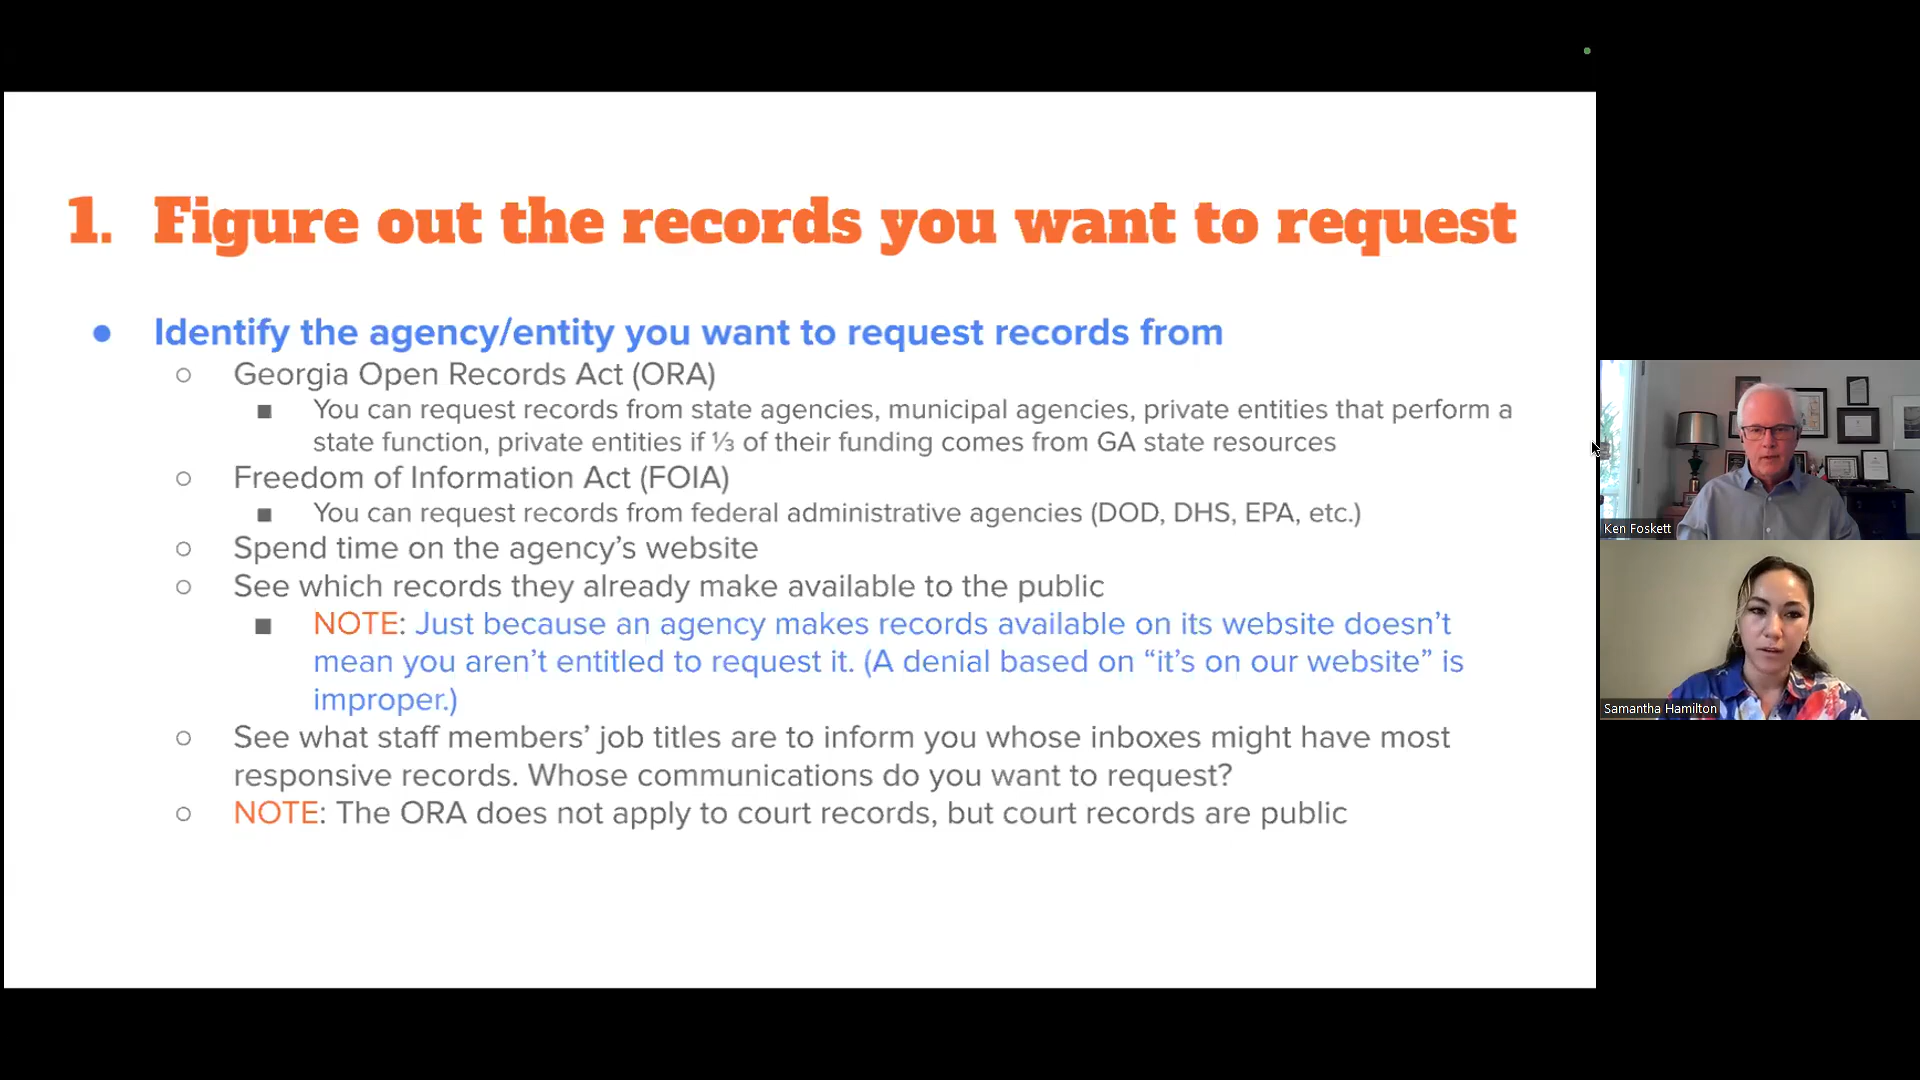 1. Figure out the records you want to request
● Identify the agency/entity you want to request records from
○ Georgia Open Records Act (ORA)
■ You can request records from state agencies, municipal agencies, private entities that perform a
state function, private entities if ⅓ of their funding comes from GA state resources
○ Freedom of Information Act (FOIA)
■ You can request records from federal administrative agencies (DOD, DHS, EPA, etc.)
○ Spend time on the agency’s website
○ See which records they already make available to the public
■ NOTE: Just because an agency makes records available on its website doesn’t
mean you aren’t entitled to request it. (A denial based on “it’s on our website” is
improper.)
○ See what staff members’ job titles are to inform you whose inboxes might have most
responsive records. Whose communications do you want to request?
○ NOTE: The ORA does not apply to court records, but court records are public
Ken Foskett
Samantha Hamilton